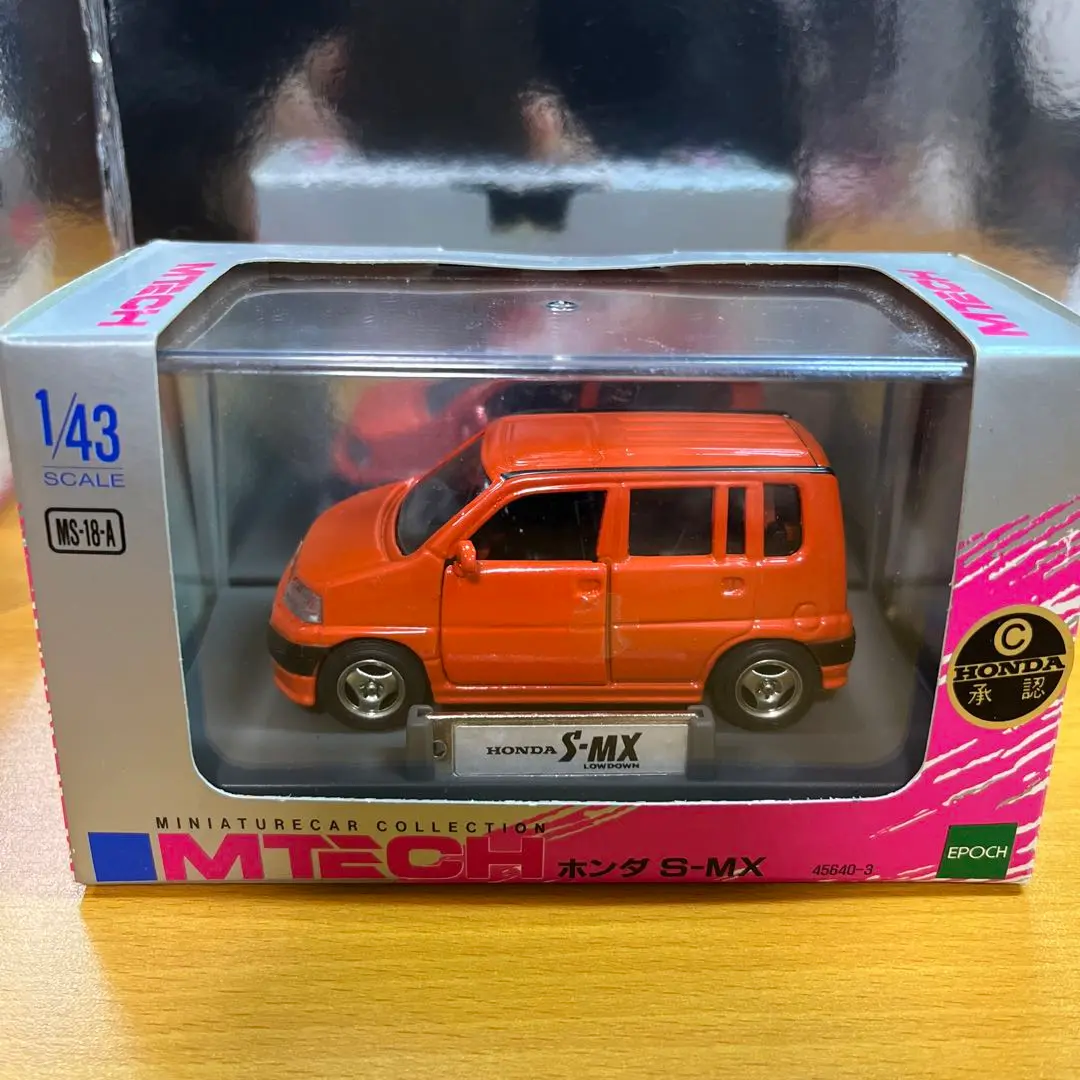 MTECH
MTECH
1/43
SCALE
MS-18-A
©
HONDA
承認
HONDA S-MX
LOWDOWN
MINIATURECAR COLLECTION
MTECH ホンダ S-MX 45640-3
EPOCH